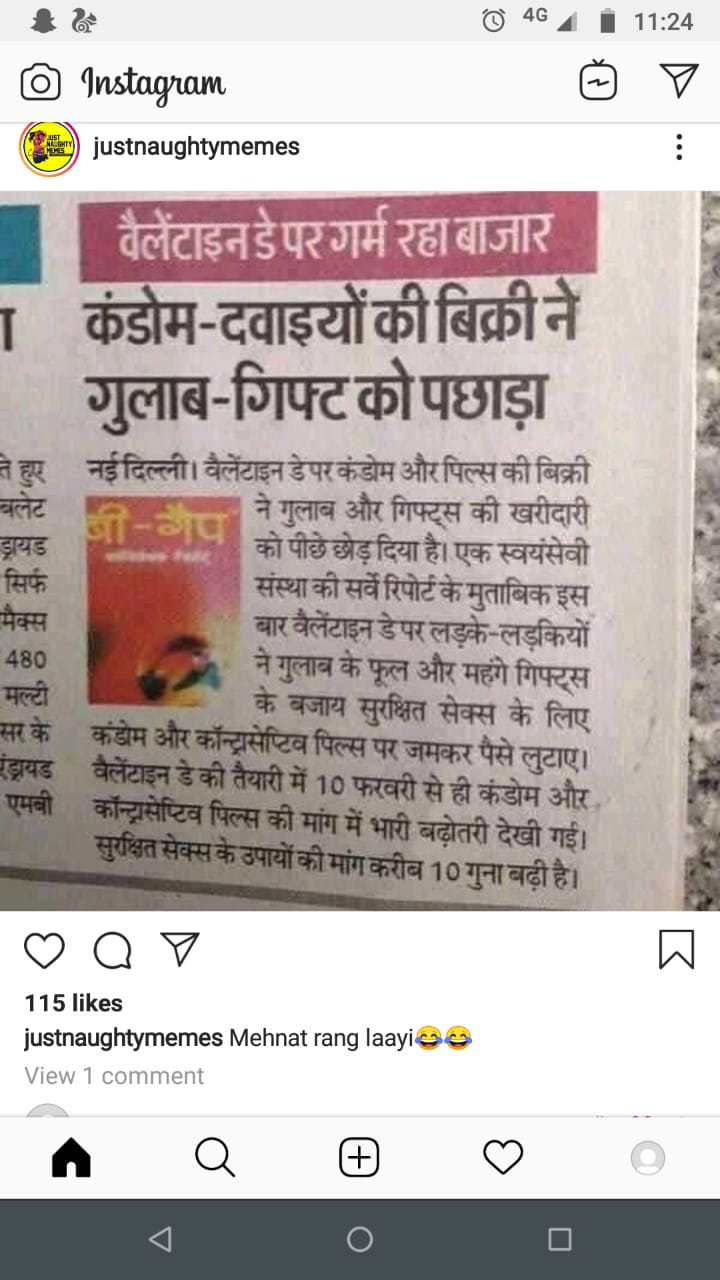 4G 11:24
Instagram
JUST NAUGHTY MEMES
justnaughtymemes
वैलेंटाइन डे पर गर्म रहा बाजार
कंडोम-दवाइयों की बिक्री ने
गुलाब-गिफ्ट को पछाड़ा
नई दिल्ली। वैलेंटाइन डे पर कंडोम और पिल्स की बिक्री
ने गुलाब और गिफ्ट्स की खरीदारी
को पीछे छोड़ दिया है। एक स्वयंसेवी
संस्था की सर्वे रिपोर्ट के मुताबिक इस
बार वैलेंटाइन डे पर लड़के-लड़कियों
ने गुलाब के फूल और महंगे गिफ्ट्स
के बजाय सुरक्षित सेक्स के लिए
कंडोम और कॉन्ट्रासेप्टिव पिल्स पर जमकर पैसे लुटाए।
वैलेंटाइन डे की तैयारी में 10 फरवरी से ही कंडोम और
कॉन्ट्रासेप्टिव पिल्स की मांग में भारी बढ़ोतरी देखी गई।
सुरक्षित सेक्स के उपायों की मांग करीब 10 गुना बढ़ी है।
बी-गैप
ते हुए
बलेट
ड्रायड
सिर्फ
मैक्स
480
मल्टी
सर के
एंड्रायड
एमबी
115 likes
justnaughtymemes Mehnat rang laayi😂😂
View 1 comment